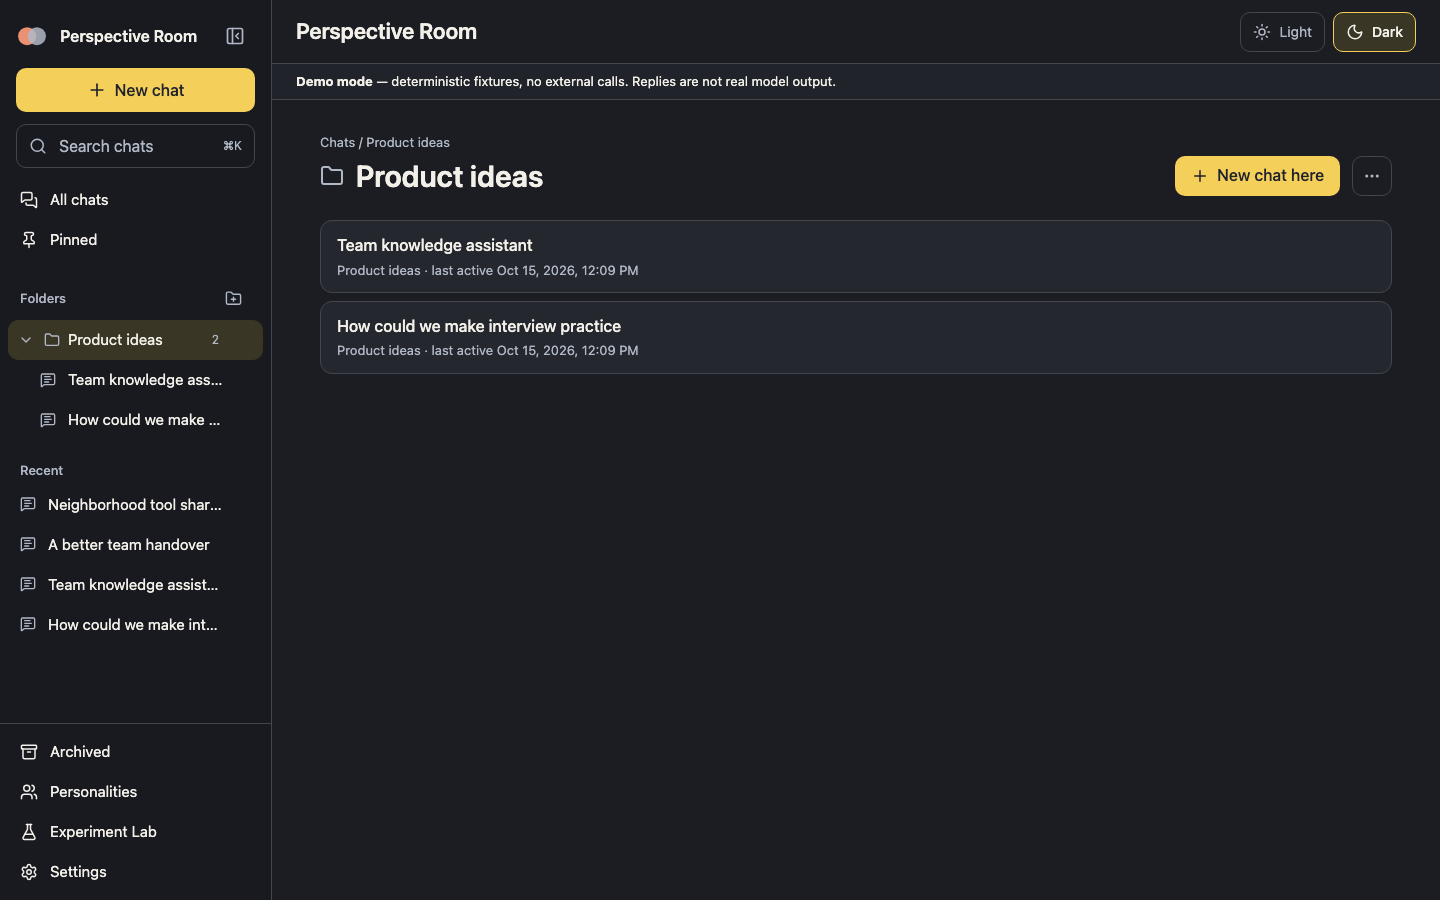 Perspective Room
New chat
Search chats ⌘K
All chats
Pinned
Folders
Product ideas 2
Team knowledge ass...
How could we make ...
Recent
Neighborhood tool shar...
A better team handover
Team knowledge assist...
How could we make int...
Archived
Personalities
Experiment Lab
Settings
Perspective Room
Light
Dark
Demo mode — deterministic fixtures, no external calls. Replies are not real model output.
Chats / Product ideas
Product ideas
New chat here
Team knowledge assistant
Product ideas · last active Oct 15, 2026, 12:09 PM
How could we make interview practice
Product ideas · last active Oct 15, 2026, 12:09 PM